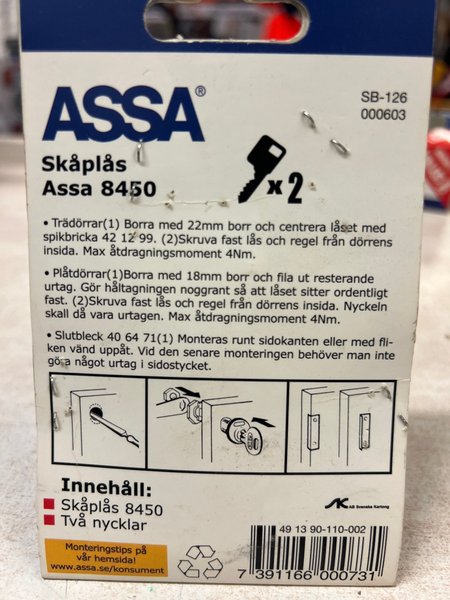 ASSA®
SB-126
000603
Skåplås
Assa 8450
x 2
• Trädörrar(1) Borra med 22mm borr och centrera låset med
spikbricka 42 12 99. (2)Skruva fast lås och regel från dörrens
insida. Max åtdragningsmoment 4Nm.
• Plåtdörrar(1)Borra med 18mm borr och fila ut resterande
urtag. Gör håltagningen noggrant så att låset sitter ordentligt
fast. (2)Skruvas fast lås och regel från dörrens insida. Nyckeln
skall då vara urtagen. Max åtdragningsmoment 4Nm.
• Slutbleck 40 64 71(1) Monteras runt sidokanten eller med fli-
ken vänd uppåt. Vid den senare monteringen behöver man inte
göra något urtag i sidostycket.
Innehåll:
Skåplås 8450
Två nycklar
Monteringstips på
vår hemsida!
www.assa.se/konsument
SK AB Svenska Kartong
49 13 90-110-002
7 391166 000731